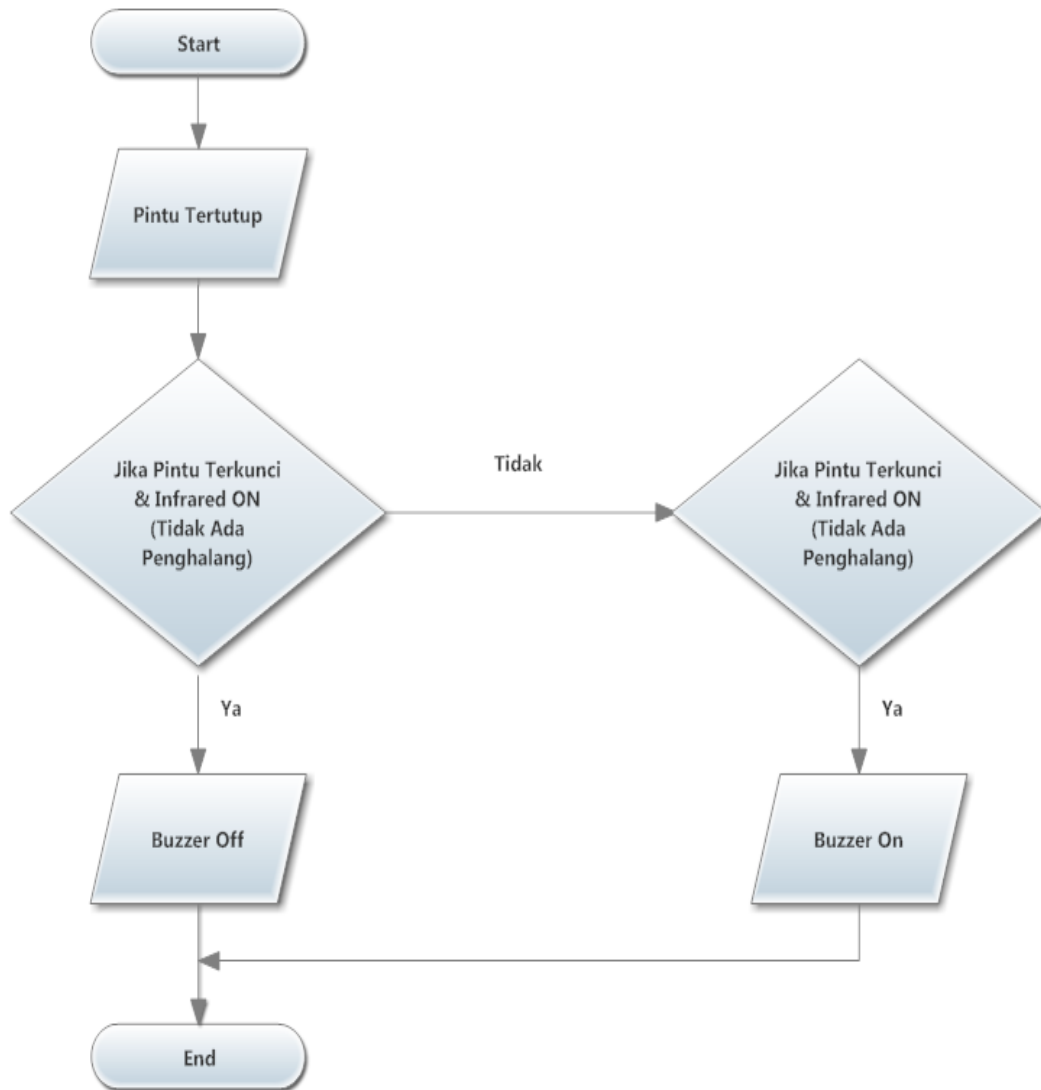 Start
Pintu Tertutup
Jika Pintu Terkunci
& Infrared ON
(Tidak Ada
Penghalang)
Tidak
Jika Pintu Terkunci
& Infrared ON
(Tidak Ada
Penghalang)
Ya
Ya
Buzzer Off
Buzzer On
End